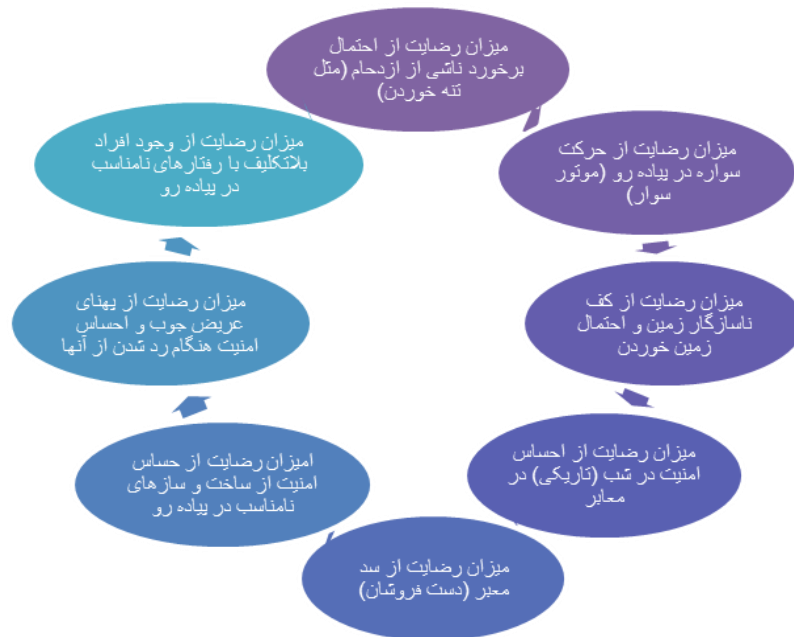 میزان رضایت از احتمال
برخورد ناشی از ازدحام (مثل
تنه خوردن)
میزان رضایت از حرکت
سواره در پیاده رو (موتور
سوار)
میزان رضایت از کف
ناسازگار زمین و احتمال
زمین خوردن
میزان رضایت از احساس
امنیت در شب (تاریکی) در
معابر
میزان رضایت از سد
معبر (دست فروشان)
امیزان رضایت از حساس
امنیت از ساخت و سازهای
نامناسب در پیاده رو
میزان رضایت از پهنای
عریض جوب و احساس
امنیت هنگام رد شدن از آنها
میزان رضایت از وجود افراد
بلاتکلیف با رفتارهای نامناسب
در پیاده رو